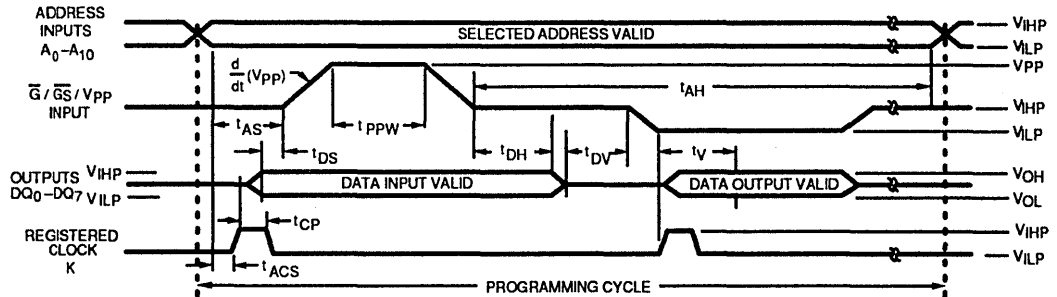 ADDRESS
INPUTS
A0–A10
SELECTED ADDRESS VALID
VIHP
VILP
VPP
d/dt(VPP)
tAH
G̅ / G̅S̅ / VPP
INPUT
VIHP
VILP
tAS
tPPW
tDS
tDH
tDV
tV
OUTPUTS VIHP
DQ0–DQ7 VILP
DATA INPUT VALID
DATA OUTPUT VALID
VOH
VOL
tCP
REGISTERED
CLOCK
K
VIHP
VILP
tACS
PROGRAMMING CYCLE